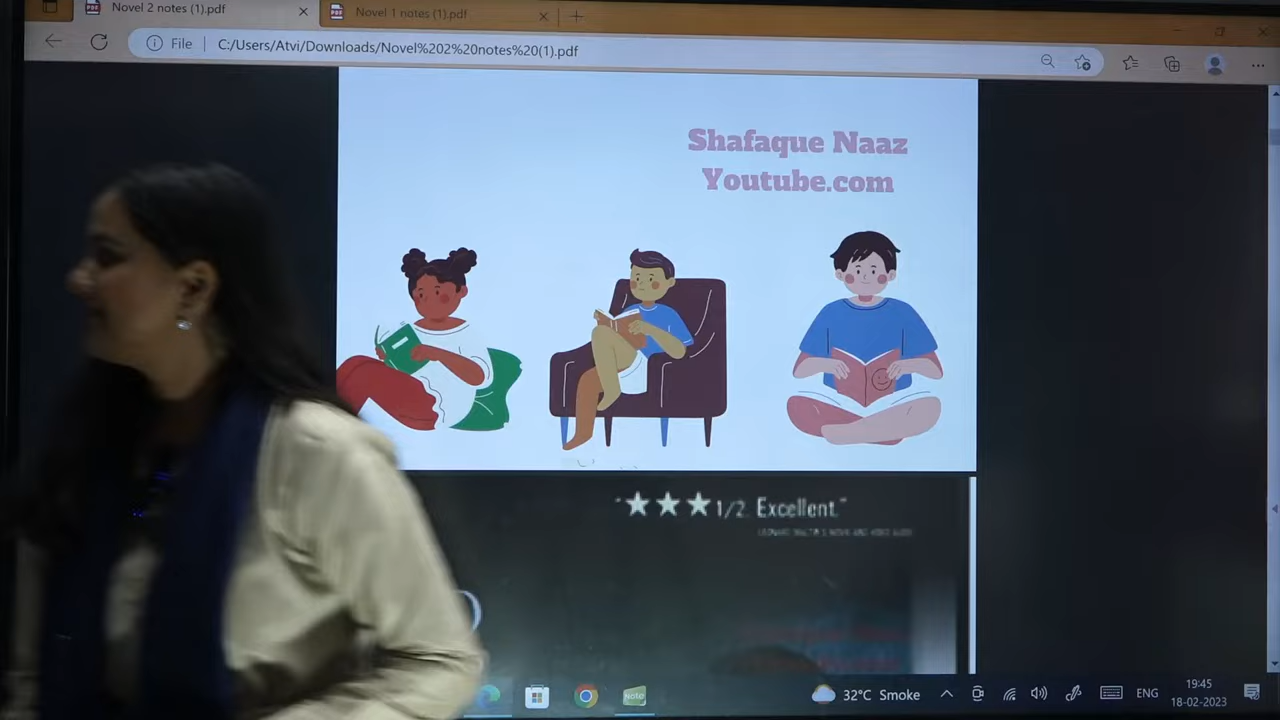 Novel 2 notes (1).pdf
Novel 1 notes (1).pdf
File
C:/Users/Atvi/Downloads/Novel%202%20notes%20(1).pdf
Shafaque Naaz
Youtube.com
"★★★1/2 Excellent."
Note
32°C Smoke
ENG
19:45
18-02-2023